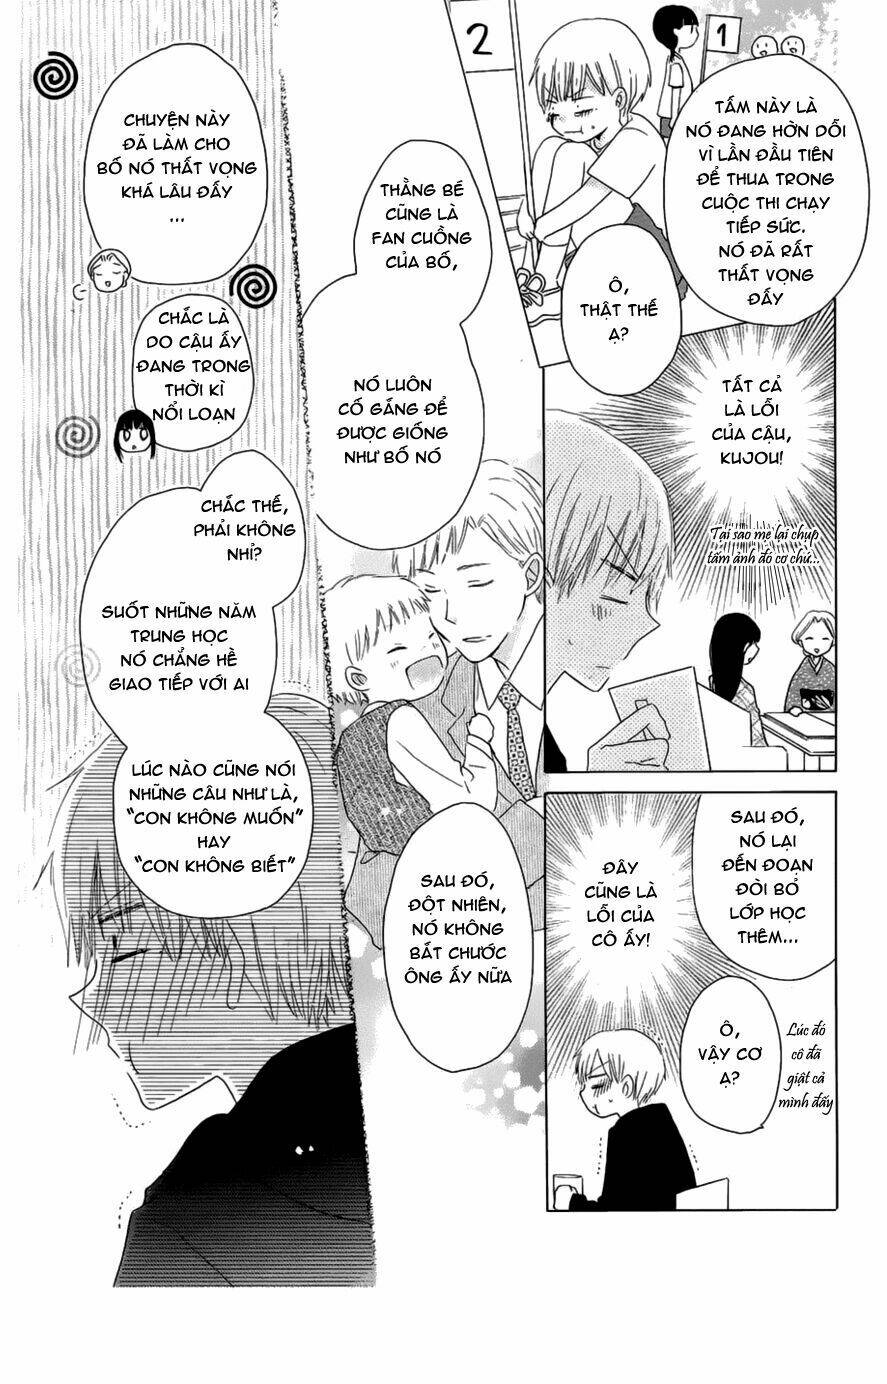 2
1
TẤM NÀY LÀ
NÓ ĐANG HỜN DỖI
VÌ LẦN ĐẦU TIÊN
ĐỂ THUA TRONG
CUỘC THI CHẠY
TIẾP SỨC.
NÓ ĐÃ RẤT
THẤT VỌNG
ĐẤY
Ồ,
THẬT THẾ
Ạ?
TẤT CẢ
LÀ LỖI
CỦA CẬU,
KUJOU!
Tại sao mẹ lại chụp
tấm ảnh đó cơ chứ...
SAU ĐÓ,
NÓ LẠI
ĐẾN ĐOẠN
ĐÒI BỎ
LỚP HỌC
THÊM...
ĐÂY
CŨNG LÀ
LỖI CỦA
CÔ ẤY!
Ồ,
VẬY CƠ
Ạ?
Lúc đó
cô đã
giật cả
mình đấy
THẰNG BÉ
CŨNG LÀ
FAN CUỒNG
CỦA BỐ,
NÓ LUÔN
CỐ GẮNG ĐỂ
ĐƯỢC GIỐNG
NHƯ BỐ NÓ
SAU ĐÓ,
ĐỘT NHIÊN,
NÓ KHÔNG
BẮT CHƯỚC
ÔNG ẤY NỮA
CHUYỆN NÀY
ĐÃ LÀM CHO
BỐ NÓ THẤT VỌNG
KHÁ LÂU ĐẤY
...
CHẮC LÀ
DO CẬU ẤY
ĐANG TRONG
THỜI KÌ
NỔI LOẠN
CHẮC THẾ,
PHẢI KHÔNG
NHỈ?
SUỐT NHỮNG NĂM
TRUNG HỌC
NÓ CHẲNG HỀ
GIAO TIẾP VỚI AI
LÚC NÀO CŨNG NÓI
NHỮNG CÂU NHƯ LÀ,
"CON KHÔNG MUỐN"
HAY
"CON KHÔNG BIẾT"